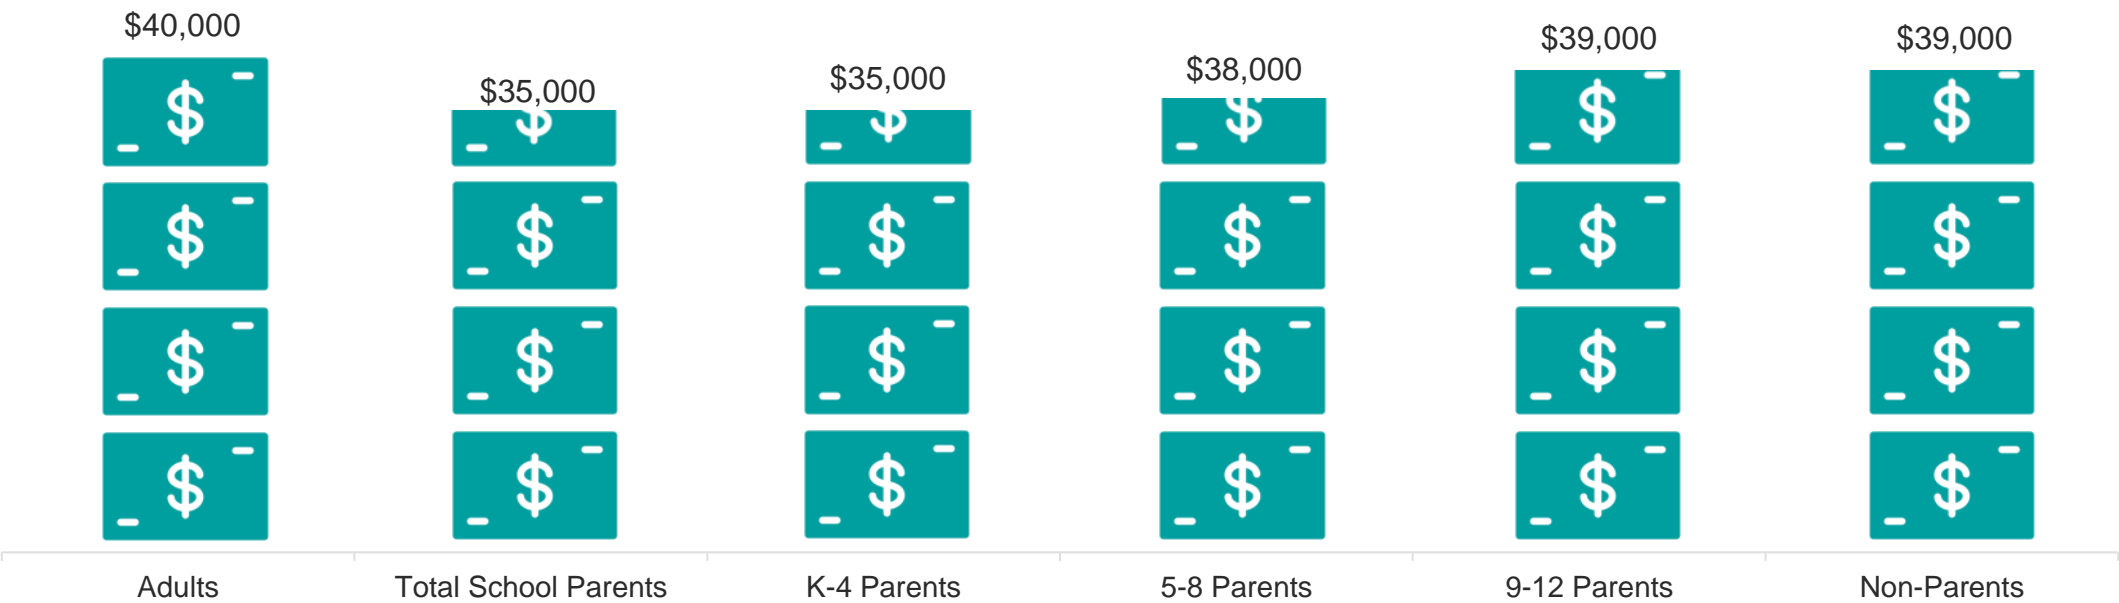 $40,000
$35,000
$35,000
$38,000
$39,000
$39,000
$ $ $ $ $ $
$ $ $ $ $ $
$ $ $ $ $ $
$ $ $ $ $ $
Adults
Total School Parents
K-4 Parents
5-8 Parents
9-12 Parents
Non-Parents